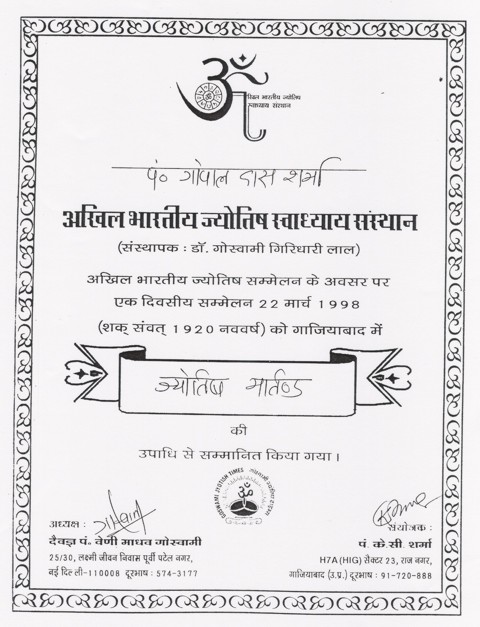 अखिल भारतीय ज्योतिष
स्वाध्याय संस्थान
पं० गोपाल दास शर्मा
अखिल भारतीय ज्योतिष स्वाध्याय संस्थान
(संस्थापक : डॉ. गोस्वामी गिरिधारी लाल)
अखिल भारतीय ज्योतिष सम्मेलन के अवसर पर
एक दिवसीय सम्मेलन 22 मार्च 1998
(शक् संवत् 1920 नववर्ष) को गाजियाबाद में
ज्योतिष मार्तण्ड
की
उपाधि से सम्मानित किया गया ।
GOSWAMI JYOTISH TIMES
अध्यक्ष :
दैवज्ञ पं. वेणी माधव गोस्वामी
25/30, लक्ष्मी जीवन निवास पूर्वी पटेल नगर,
नई दिल्ली-110008 दूरभाष : 574-3177
संयोजक :
पं. के.सी. शर्मा
H7A (HIG) सैक्टर 23, राज नगर,
गाजियाबाद (उ.प्र.) दूरभाष : 91-720-888